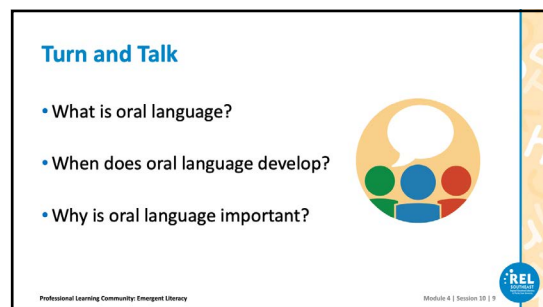 Turn and Talk
• What is oral language?
• When does oral language develop?
• Why is oral language important?
Professional Learning Community: Emergent Literacy
Module 4 | Session 10 | 9
REL
SOUTHEAST